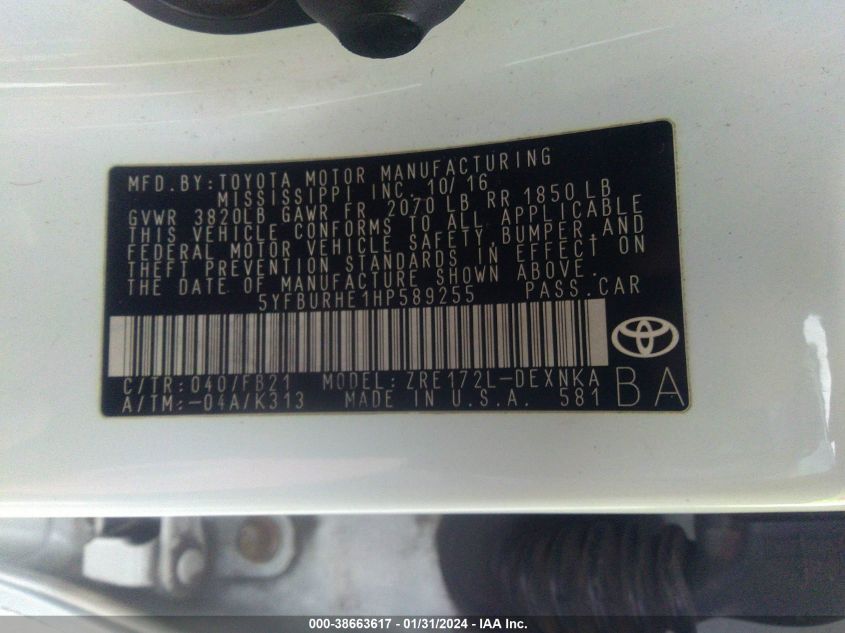 MFD.BY:TOYOTA MOTOR MANUFACTURING
MISSISSIPPI INC. 10/16
GVWR 3820LB GAWR FR 2070 LB RR 1850 LB
THIS VEHICLE CONFORMS TO ALL APPLICABLE
FEDERAL MOTOR VEHICLE SAFETY, BUMPER, AND
THEFT PREVENTION STANDARDS IN EFFECT ON
THE DATE OF MANUFACTURE SHOWN ABOVE.
5YFBURHE1HP589255 PASS.CAR
C/TR:040/FB21 MODEL:ZRE172L-DEXNKA
A/TM:-04A/K313 MADE IN U.S.A. 581
BA
000-38663617 - 01/31/2024 - IAA Inc.